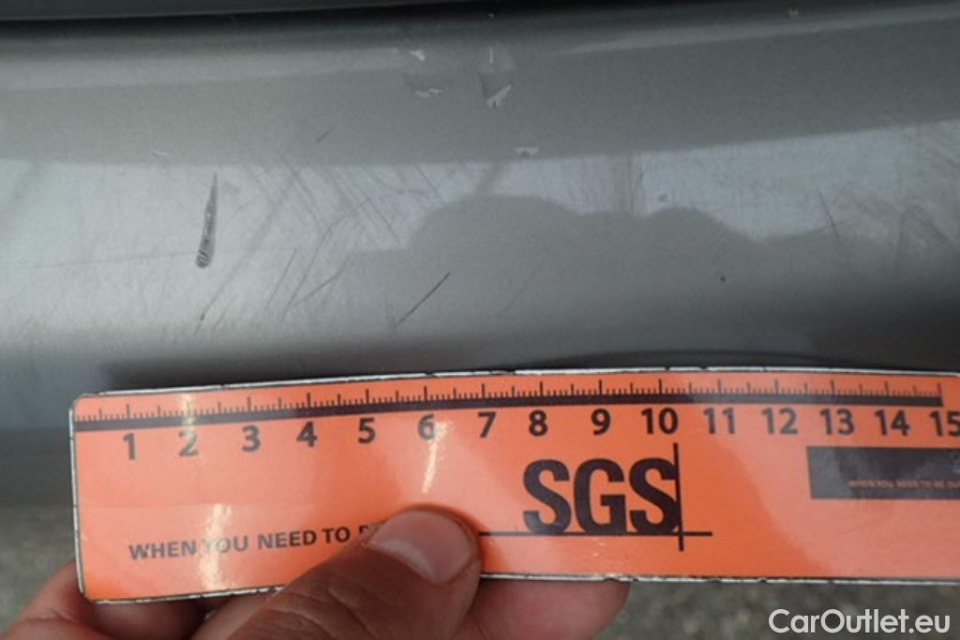 1 2 3 4 5 6 7 8 9 10 11 12 13 14 15
SGS
WHEN YOU NEED TO
CarOutlet.eu